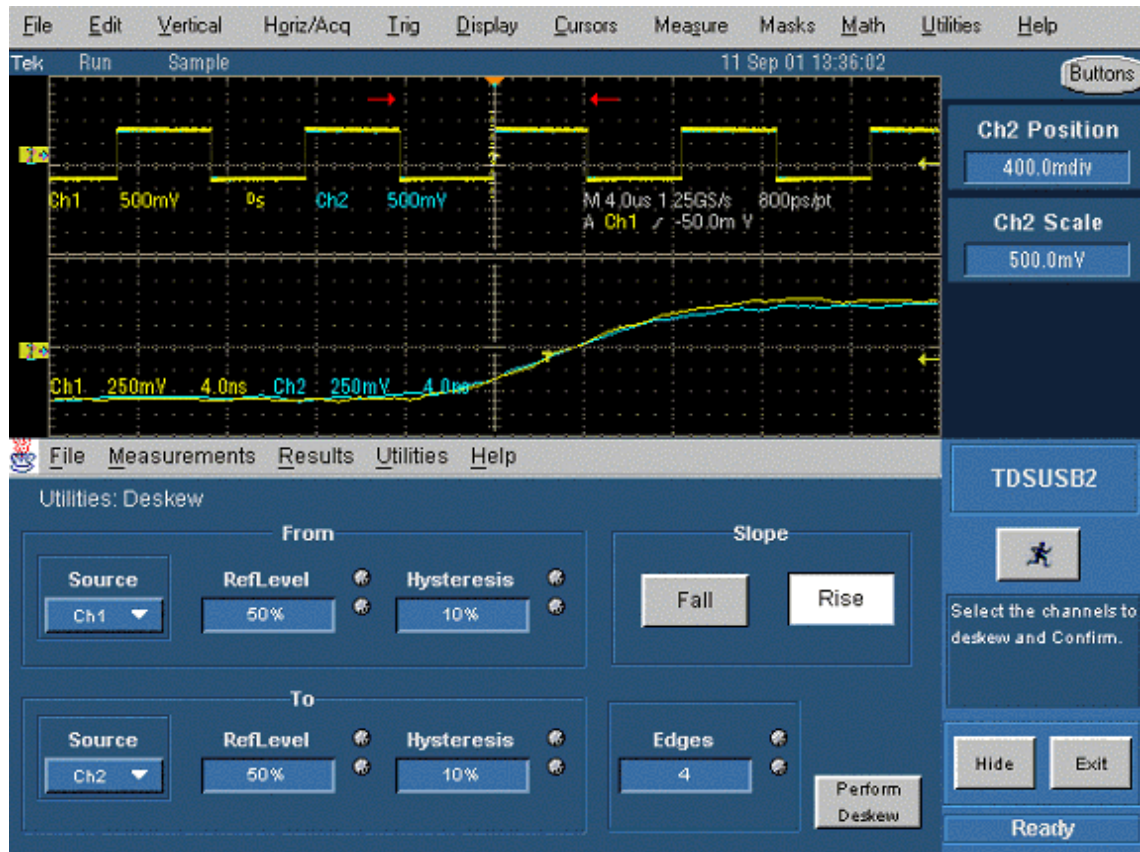 File Edit Vertical Horiz/Acq Trig Display Cursors Measure Masks Math Utilities Help
Tek Run Sample 11 Sep 01 13:36:02
Buttons
Ch2 Position
400.0mdiv
Ch2 Scale
500.0mV
Ch1 500mV 0s Ch2 500mV M 4.0us 1.25GS/s 800ps/pt
A Ch1 -50.0m V
Ch1 250mV 4.0ns Ch2 250mV 4.0ns
File Measurements Results Utilities Help
TDSUSB2
Utilities: Deskew
From
Source RefLevel Hysteresis
Ch1 50% 10%
Slope
Fall Rise
Select the channels to
deskew and Confirm.
To
Source RefLevel Hysteresis
Ch2 50% 10%
Edges
4
Perform
Deskew
Hide Exit
Ready